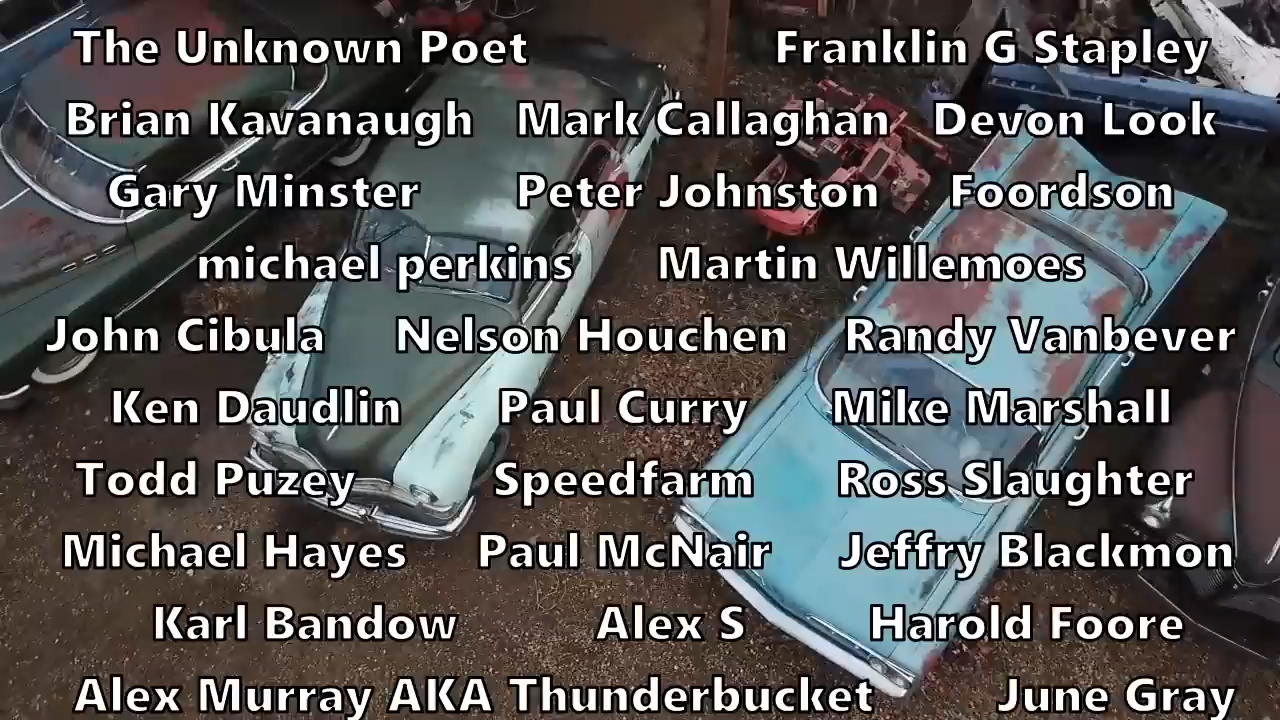 The Unknown Poet Franklin G Stapley
Brian Kavanaugh Mark Callaghan Devon Look
Gary Minster Peter Johnston Foordson
michael perkins Martin Willemoes
John Cibula Nelson Houchen Randy Vanbever
Ken Daudlin Paul Curry Mike Marshall
Todd Puzey Speedfarm Ross Slaughter
Michael Hayes Paul McNair Jeffry Blackmon
Karl Bandow Alex S Harold Foore
Alex Murray AKA Thunderbucket June Gray